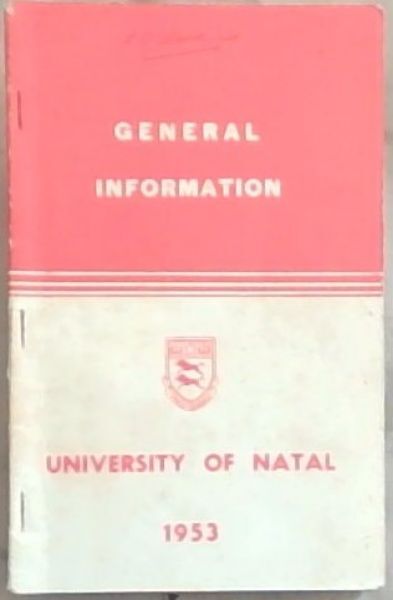 GENERAL
INFORMATION
UNIVERSITY OF NATAL
1953